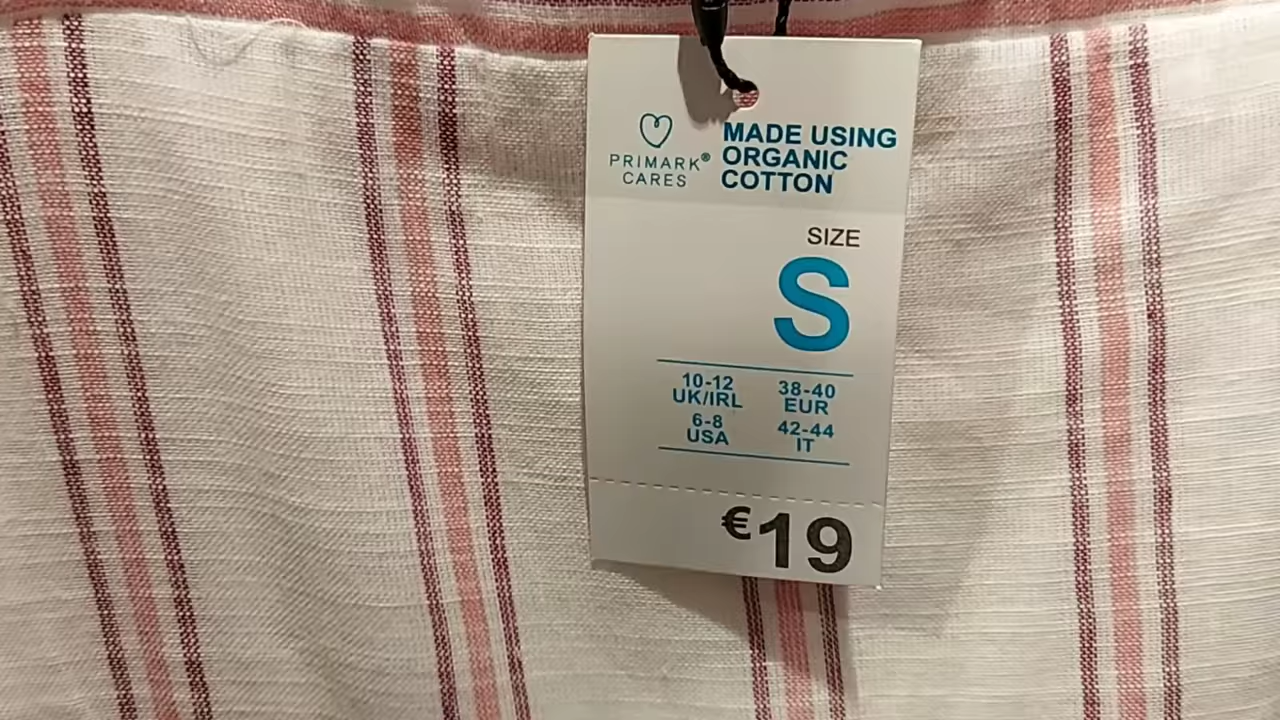 PRIMARK®
CARES
MADE USING
ORGANIC
COTTON
SIZE
S
10-12
UK/IRL
38-40
EUR
6-8
USA
42-44
IT
€19